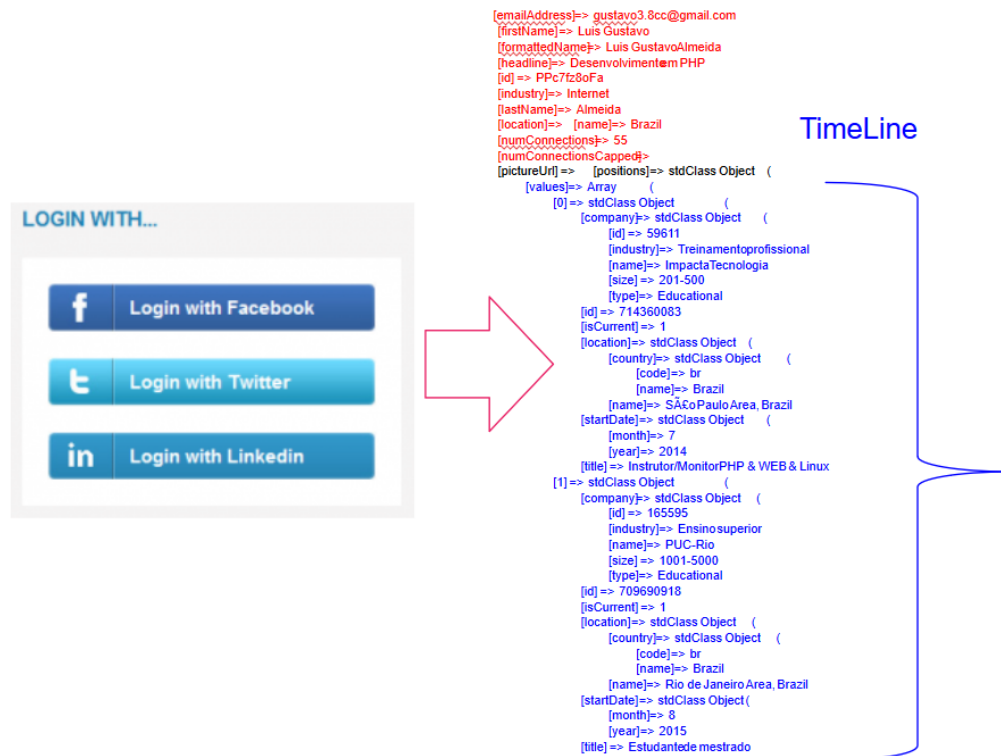 LOGIN WITH...
f Login with Facebook
t Login with Twitter
in Login with Linkedin
[emailAddress]=> gustavo3.8cc@gmail.com
[firstName]=> Luis Gustavo
[formattedName]=> Luis GustavoAlmeida
[headline]=> Desenvolvimentoem PHP
[id] => PPc7fz8oFa
[industry]=> Internet
[lastName]=> Almeida
[location]=> [name]=> Brazil
[numConnections]=> 55
[numConnectionsCapped]=>
[pictureUrl] => [positions]=> stdClass Object (
TimeLine
[values]=> Array (
[0] => stdClass Object (
[company]=> stdClass Object (
[id] => 59611
[industry]=> Treinamentoprofissional
[name]=> ImpactaTecnologia
[size] => 201-500
[type]=> Educational
[id] => 714360083
[isCurrent] => 1
[location]=> stdClass Object (
[country]=> stdClass Object (
[code]=> br
[name]=> Brazil
[name]=> SÃ£o Paulo Area, Brazil
[startDate]=> stdClass Object (
[month]=> 7
[year]=> 2014
[title] => Instrutor/MonitorPHP & WEB & Linux
[1] => stdClass Object (
[company]=> stdClass Object (
[id] => 165595
[industry]=> Ensino superior
[name]=> PUC-Rio
[size] => 1001-5000
[type]=> Educational
[id] => 709690918
[isCurrent] => 1
[location]=> stdClass Object (
[country]=> stdClass Object (
[code]=> br
[name]=> Brazil
[name]=> Rio de Janeiro Area, Brazil
[startDate]=> stdClass Object (
[month]=> 8
[year]=> 2015
[title] => Estudantede mestrado